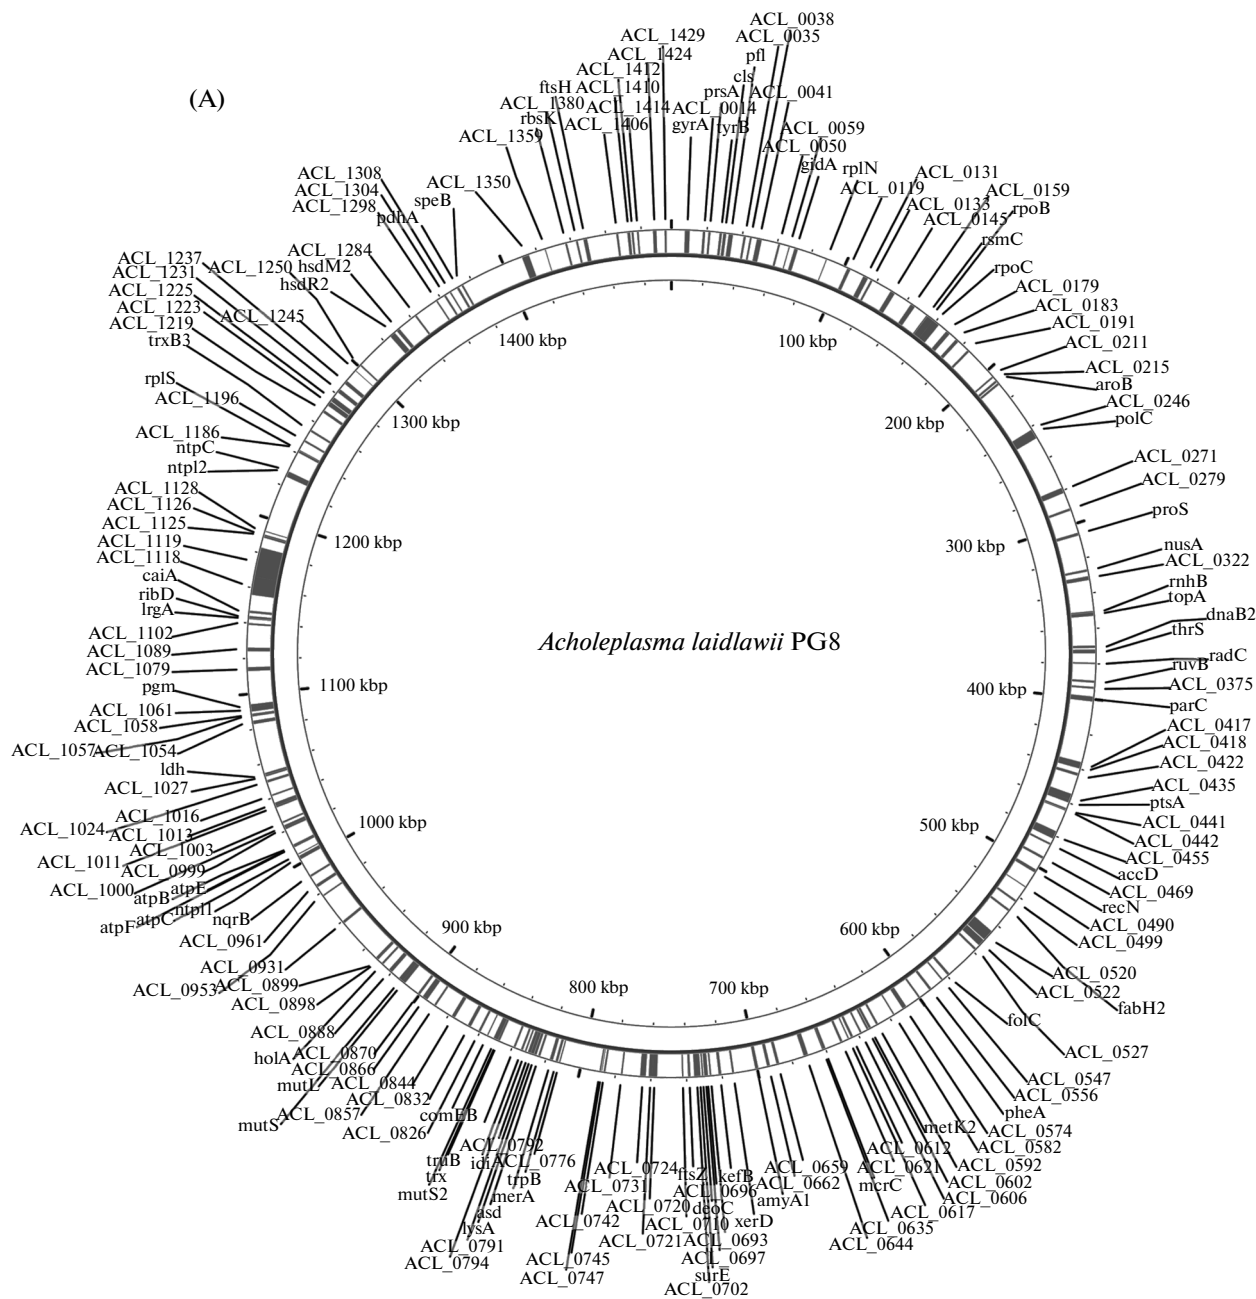 (A)
ACL_0038
ACL_0035
pfl
cls
prsA
ACL_0041
ACL_0014
gyrA
tyrB
ACL_0059
ACL_0050
gidA
rplN
ACL_0119
ACL_0131
ACL_0133
ACL_0159
ACL_0145
rpoB
rsmC
rpoC
ACL_0179
ACL_0183
ACL_0191
ACL_0211
ACL_0215
aroB
ACL_0246
polC
ACL_0271
ACL_0279
proS
nusA
ACL_0322
rnhB
topA
dnaB2
thrS
radC
ruvB
ACL_0375
parC
ACL_0417
ACL_0418
ACL_0422
ACL_0435
ptsA
ACL_0441
ACL_0442
ACL_0455
accD
ACL_0469
recN
ACL_0490
ACL_0499
ACL_0520
ACL_0522
fabH2
folC
ACL_0527
ACL_0547
ACL_0556
pheA
ACL_0574
metK2
ACL_0582
ACL_0592
ACL_0602
ACL_0606
ACL_0612
ACL_0621
mcrC
ACL_0617
ACL_0635
ACL_0644
ACL_0659
ACL_0662
amyA1
xerD
kefB
ftsZ
ACL_0696
deoC
ACL_0710
ACL_0693
ACL_0697
surE
ACL_0702
ACL_0724
ACL_0731
ACL_0720
ACL_0721
ACL_0742
ACL_0745
ACL_0747
ACL_0792
idi
ACL_0776
trpB
merA
asd
lysA
ACL_0791
ACL_0794
comEB
truB
trx
mutS2
ACL_0826
ACL_0832
ACL_0844
ACL_0857
mutS
mutL
ACL_0866
ACL_0870
holA
ACL_0888
ACL_0898
ACL_0899
ACL_0953
ACL_0931
ACL_0961
nqrB
ntpI1
atpC
atpF
atpB
atpE
ACL_1000
ACL_0999
ACL_1003
ACL_1011
ACL_1013
ACL_1024
ACL_1016
ACL_1027
ldh
ACL_1057
ACL_1054
ACL_1058
ACL_1061
pgm
ACL_1079
ACL_1089
ACL_1102
lrgA
ribD
caiA
ACL_1118
ACL_1119
ACL_1125
ACL_1126
ACL_1128
ntpI2
ntpC
ACL_1186
ACL_1196
rplS
trxB3
ACL_1219
ACL_1223
ACL_1225
ACL_1231
ACL_1237
ACL_1245
ACL_1250
hsdR2
hsdM2
ACL_1284
pdhA
ACL_1298
ACL_1304
ACL_1308
speB
ACL_1350
ACL_1359
rbsK
ACL_1380
ftsH
ACL_1406
ACL_1414
ACL_1410
ACL_1412
ACL_1424
ACL_1429
100 kbp
200 kbp
300 kbp
400 kbp
500 kbp
600 kbp
700 kbp
800 kbp
900 kbp
1000 kbp
1100 kbp
1200 kbp
1300 kbp
1400 kbp
Acholeplasma laidlawii PG8